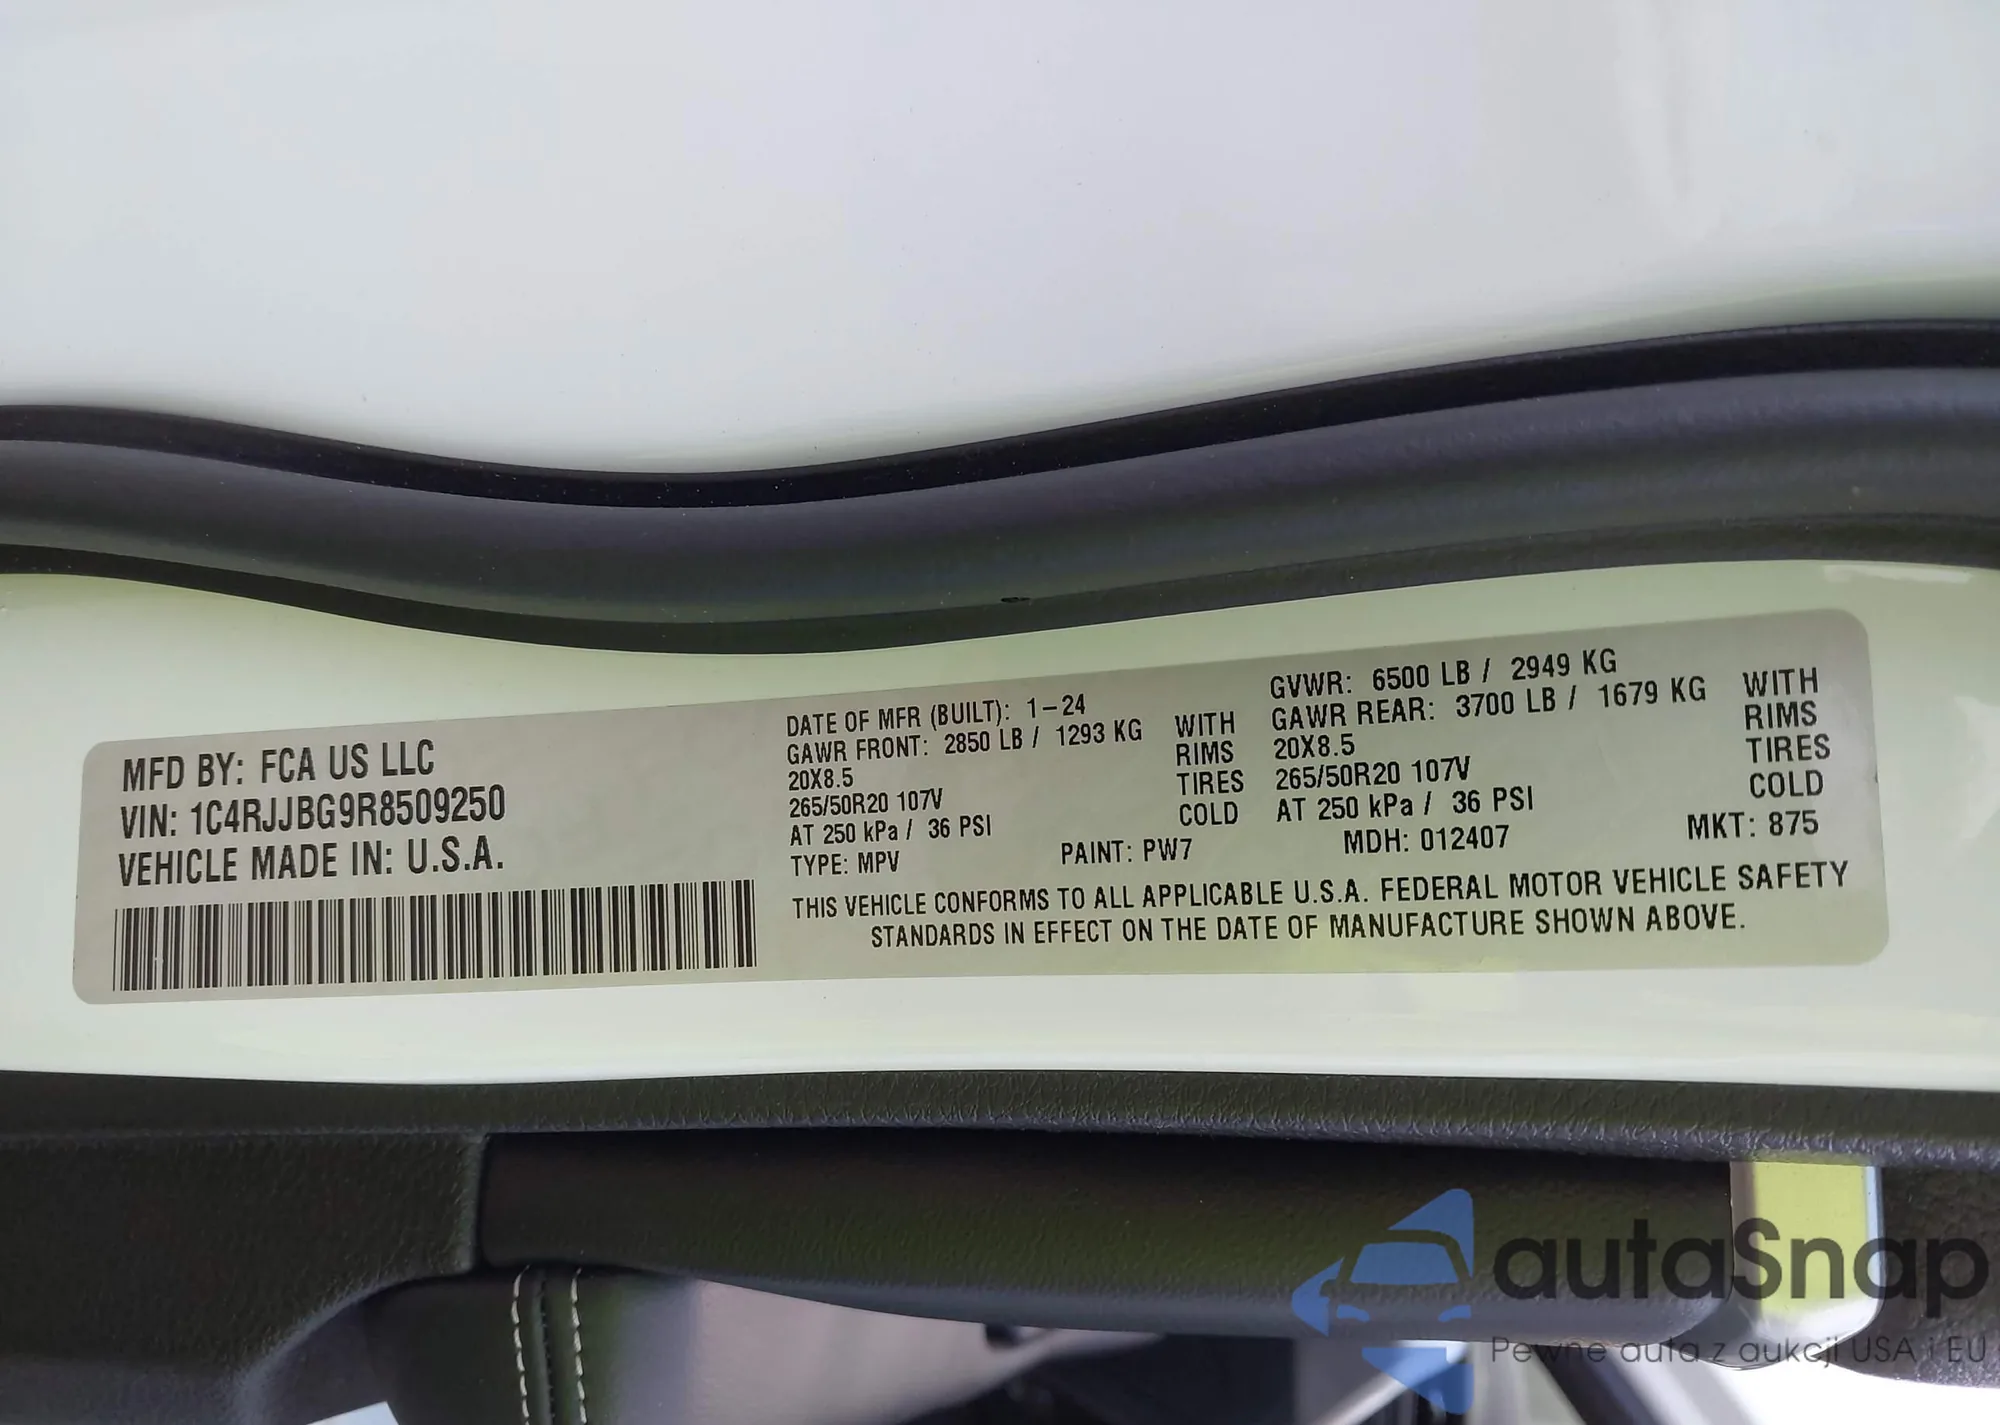 MFD BY: FCA US LLC
VIN: 1C4RJJBG9R8509250
VEHICLE MADE IN: U.S.A.
DATE OF MFR (BUILT): 1-24
GAWR FRONT: 2850 LB / 1293 KG WITH
20X8.5 RIMS
265/50R20 107V TIRES
AT 250 kPa / 36 PSI COLD
TYPE: MPV PAINT: PW7
GVWR: 6500 LB / 2949 KG
GAWR REAR: 3700 LB / 1679 KG WITH
20X8.5 RIMS
265/50R20 107V TIRES
AT 250 kPa / 36 PSI COLD
MDH: 012407 MKT: 875
THIS VEHICLE CONFORMS TO ALL APPLICABLE U.S.A. FEDERAL MOTOR VEHICLE SAFETY
STANDARDS IN EFFECT ON THE DATE OF MANUFACTURE SHOWN ABOVE.
autaSnap
Pewne auta z aukcji USA i EU